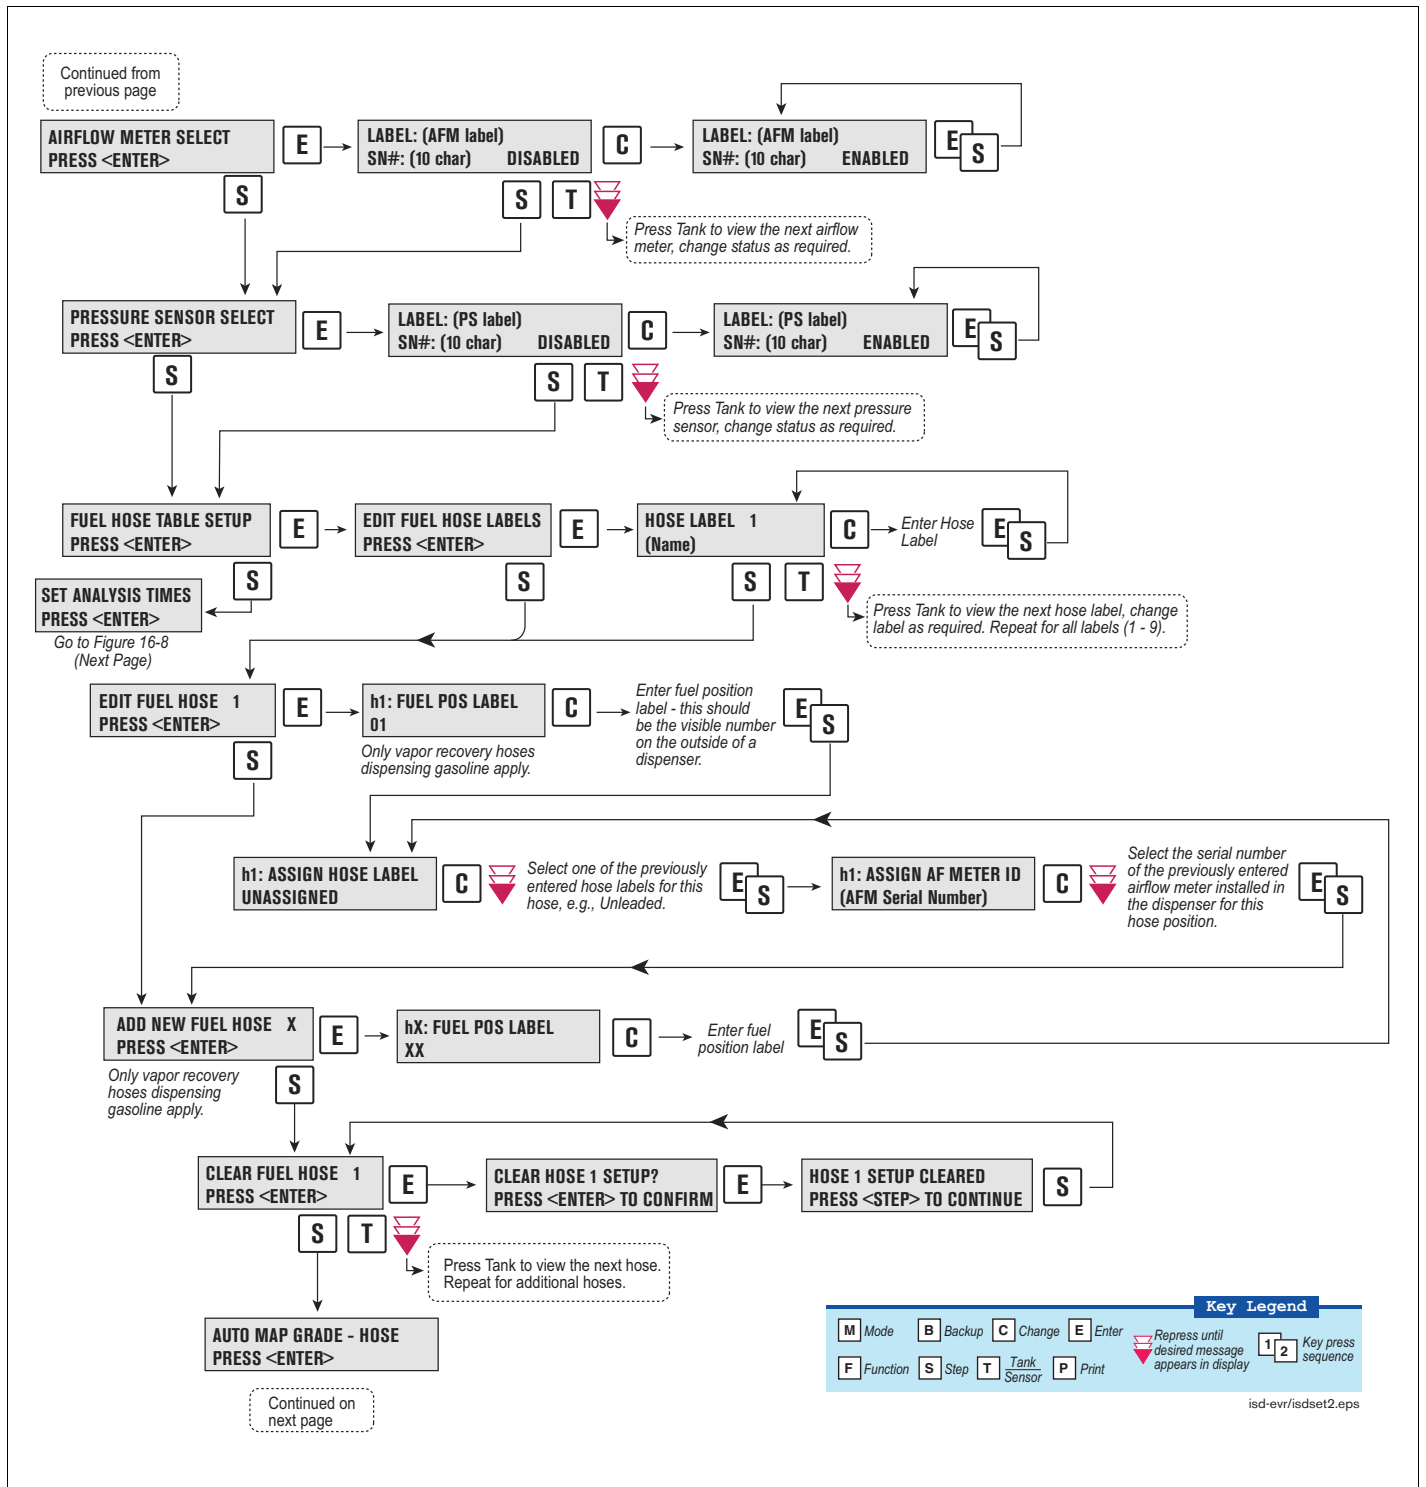 Continued from
previous page
AIRFLOW METER SELECT
PRESS <ENTER>
E
LABEL: (AFM label)
SN#: (10 char) DISABLED
C
LABEL: (AFM label)
SN#: (10 char) ENABLED
E
S
S
S
T
Press Tank to view the next airflow
meter, change status as required.
PRESSURE SENSOR SELECT
PRESS <ENTER>
E
LABEL: (PS label)
SN#: (10 char) DISABLED
C
LABEL: (PS label)
SN#: (10 char) ENABLED
E
S
S
S
T
Press Tank to view the next pressure
sensor, change status as required.
FUEL HOSE TABLE SETUP
PRESS <ENTER>
E
EDIT FUEL HOSE LABELS
PRESS <ENTER>
E
HOSE LABEL 1
(Name)
C
Enter Hose
Label
E
S
S
SET ANALYSIS TIMES
PRESS <ENTER>
Go to Figure 16-8
(Next Page)
S
S
T
Press Tank to view the next hose label, change
label as required. Repeat for all labels (1 - 9).
EDIT FUEL HOSE 1
PRESS <ENTER>
E
h1: FUEL POS LABEL
01
Only vapor recovery hoses
dispensing gasoline apply.
C
Enter fuel position
label - this should
be the visible number
on the outside of a
dispenser.
E
S
S
h1: ASSIGN HOSE LABEL
UNASSIGNED
C
Select one of the previously
entered hose labels for this
hose, e.g., Unleaded.
E
S
h1: ASSIGN AF METER ID
(AFM Serial Number)
C
Select the serial number
of the previously entered
airflow meter installed in
the dispenser for this
hose position.
E
S
ADD NEW FUEL HOSE X
PRESS <ENTER>
Only vapor recovery
hoses dispensing
gasoline apply.
E
hX: FUEL POS LABEL
XX
C
Enter fuel
position label
E
S
S
CLEAR FUEL HOSE 1
PRESS <ENTER>
E
CLEAR HOSE 1 SETUP?
PRESS <ENTER> TO CONFIRM
E
HOSE 1 SETUP CLEARED
PRESS <STEP> TO CONTINUE
S
S
T
Press Tank to view the next hose.
Repeat for additional hoses.
AUTO MAP GRADE - HOSE
PRESS <ENTER>
Continued on
next page
Key Legend
M Mode
B Backup
C Change
E Enter
F Function
S Step
T Tank
Sensor
P Print
Repress until
desired message
appears in display
1
2
Key press
sequence
isd-evr/isdset2.eps